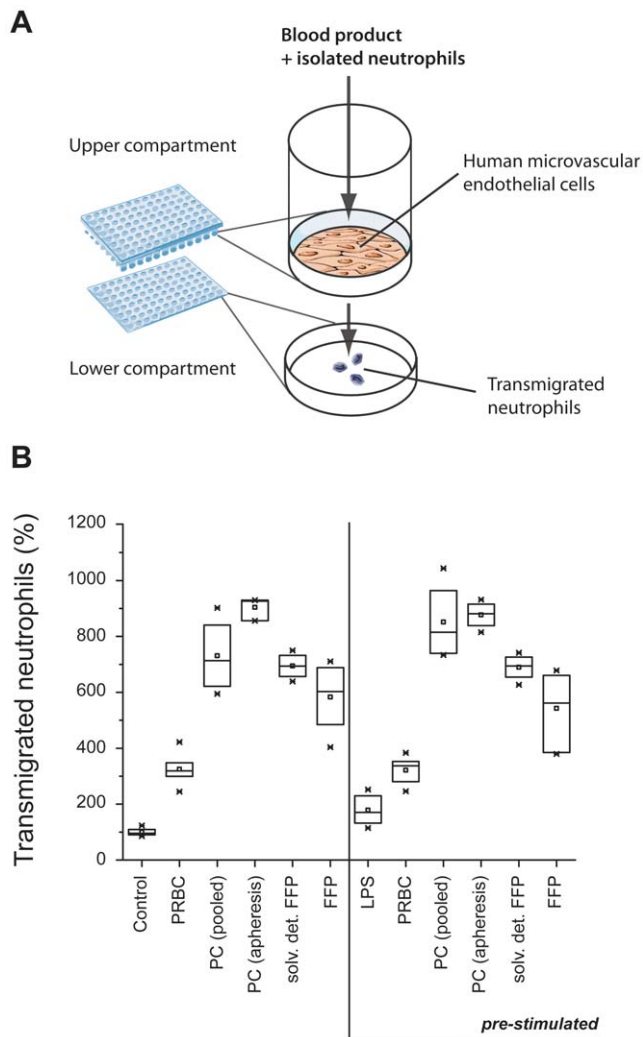 A
Blood product
+ isolated neutrophils
Upper compartment
Human microvascular
endothelial cells
Lower compartment
Transmigrated
neutrophils
B
Transmigrated neutrophils (%)
1200
1000
800
600
400
200
0
Control
PRBC
PC (pooled)
PC (apheresis)
solv. det. FFP
FFP
LPS
PRBC
PC (pooled)
PC (apheresis)
solv. det. FFP
FFP
pre-stimulated